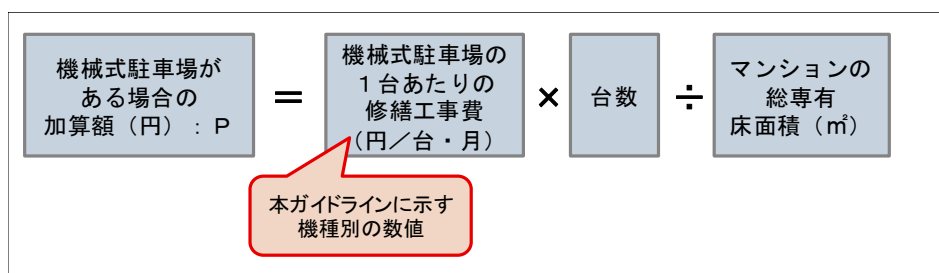 機械式駐車場が
ある場合の
加算額（円）：Ｐ
＝
機械式駐車場の
１台あたりの
修繕工事費
（円／台・月）
×
台数
÷
マンションの
総専有
床面積（㎡）
本ガイドラインに示す
機種別の数値